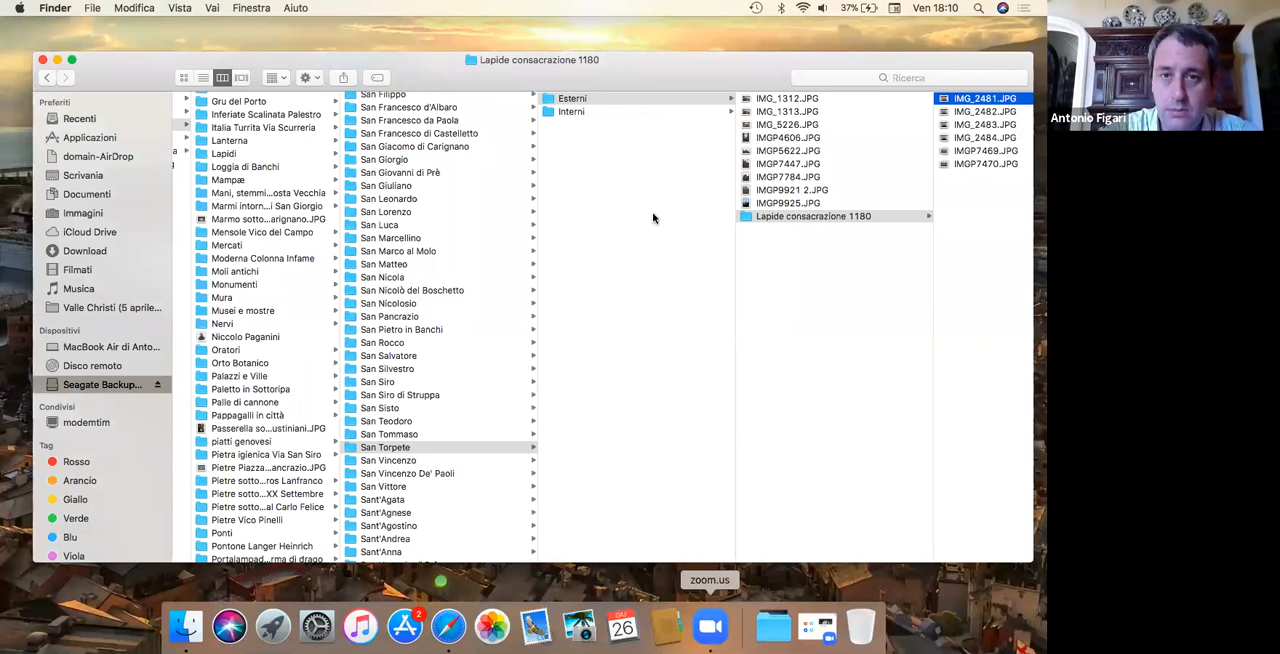 Finder File Modifica Vista Vai Finestra Aiuto 37% Ven 18:10
Lapide consacrazione 1180
Ricerca
Preferiti
Recenti
Applicazioni
domain-AirDrop
Scrivania
Documenti
Immagini
iCloud Drive
Download
Filmati
Musica
Valle Christi (5 aprile...
Dispositivi
MacBook Air di Anto...
Disco remoto
Seagate Backup...
Condivisi
modemtim
Tag
Rosso
Arancio
Giallo
Verde
Blu
Viola
Gru del Porto
Inferiate Scalinata Palestro
Italia Turrita Via Scurreria
Lanterna
Lapidi
Loggia di Banchi
Mampæ
Mani, stemmi...osta Vecchia
Marmi intorn...i San Giorgio
Marmo sotto...arignano.JPG
Mensole Vico del Campo
Mercati
Moderna Colonna Infame
Moli antichi
Monumenti
Mura
Musei e mostre
Nervi
Niccolo Paganini
Oratori
Orto Botanico
Palazzi e Ville
Paletto in Sottoripa
Palle di cannone
Pappagalli in città
Passerella so...ustiniani.JPG
piatti genovesi
Pietra igienica Via San Siro
Pietre Piazza...ancrazio.JPG
Pietre sotto...ros Lanfranco
Pietre sotto...XX Settembre
Pietre sotto...al Carlo Felice
Pietre Vico Pinelli
Ponti
Pontone Langer Heinrich
Portalampad...rma di drago
San Filippo
San Francesco d'Albaro
San Francesco da Paola
San Francesco di Castelletto
San Giacomo di Carignano
San Giorgio
San Giovanni di Prè
San Giuliano
San Leonardo
San Lorenzo
San Luca
San Marcellino
San Marco al Molo
San Matteo
San Nicola
San Nicolò del Boschetto
San Nicolosio
San Pancrazio
San Pietro in Banchi
San Rocco
San Salvatore
San Silvestro
San Siro
San Siro di Struppa
San Sisto
San Teodoro
San Tommaso
San Torpete
San Vincenzo
San Vincenzo De' Paoli
San Vittore
Sant'Agata
Sant'Agnese
Sant'Agostino
Sant'Andrea
Sant'Anna
Esterni
Interni
IMG_1312.JPG
IMG_1313.JPG
IMG_5226.JPG
IMGP4606.JPG
IMGP5622.JPG
IMGP7447.JPG
IMGP7784.JPG
IMGP9921 2.JPG
IMGP9925.JPG
Lapide consacrazione 1180
IMG_2481.JPG
IMG_2482.JPG
IMG_2483.JPG
IMG_2484.JPG
IMGP7469.JPG
IMGP7470.JPG
Antonio Figari
zoom.us
2
GIU
26